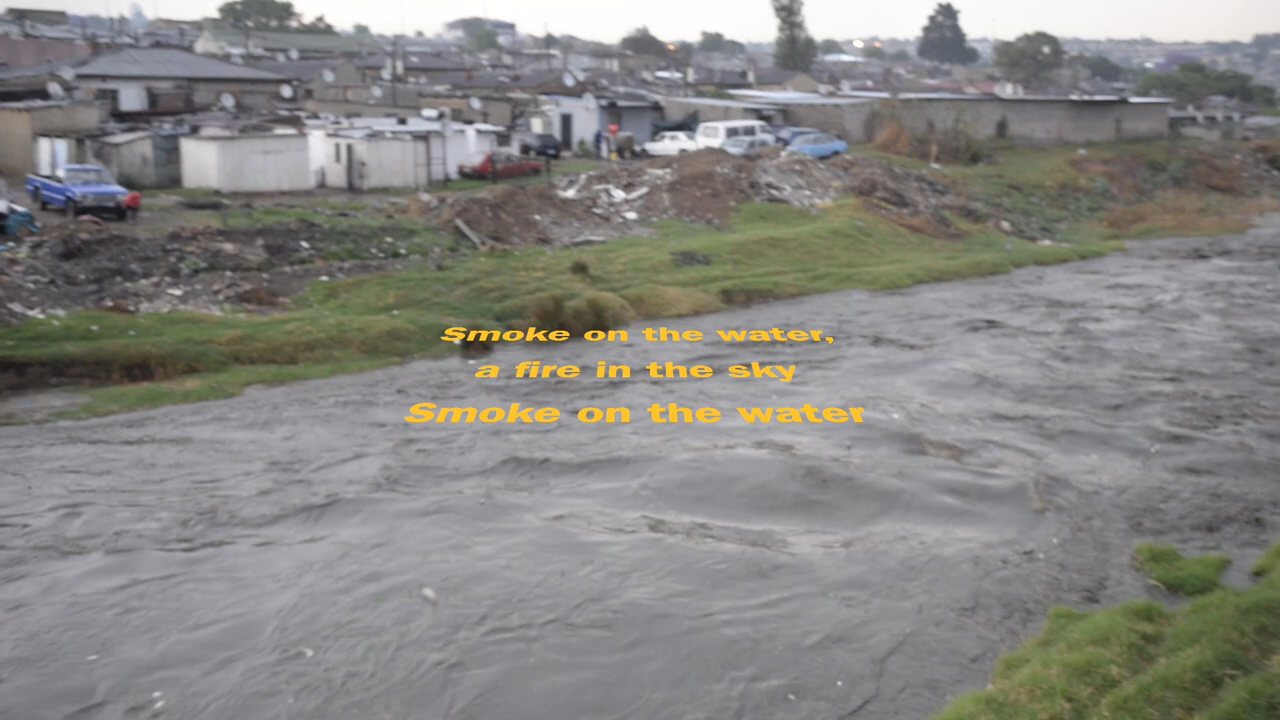 Smoke on the water,
a fire in the sky
Smoke on the water